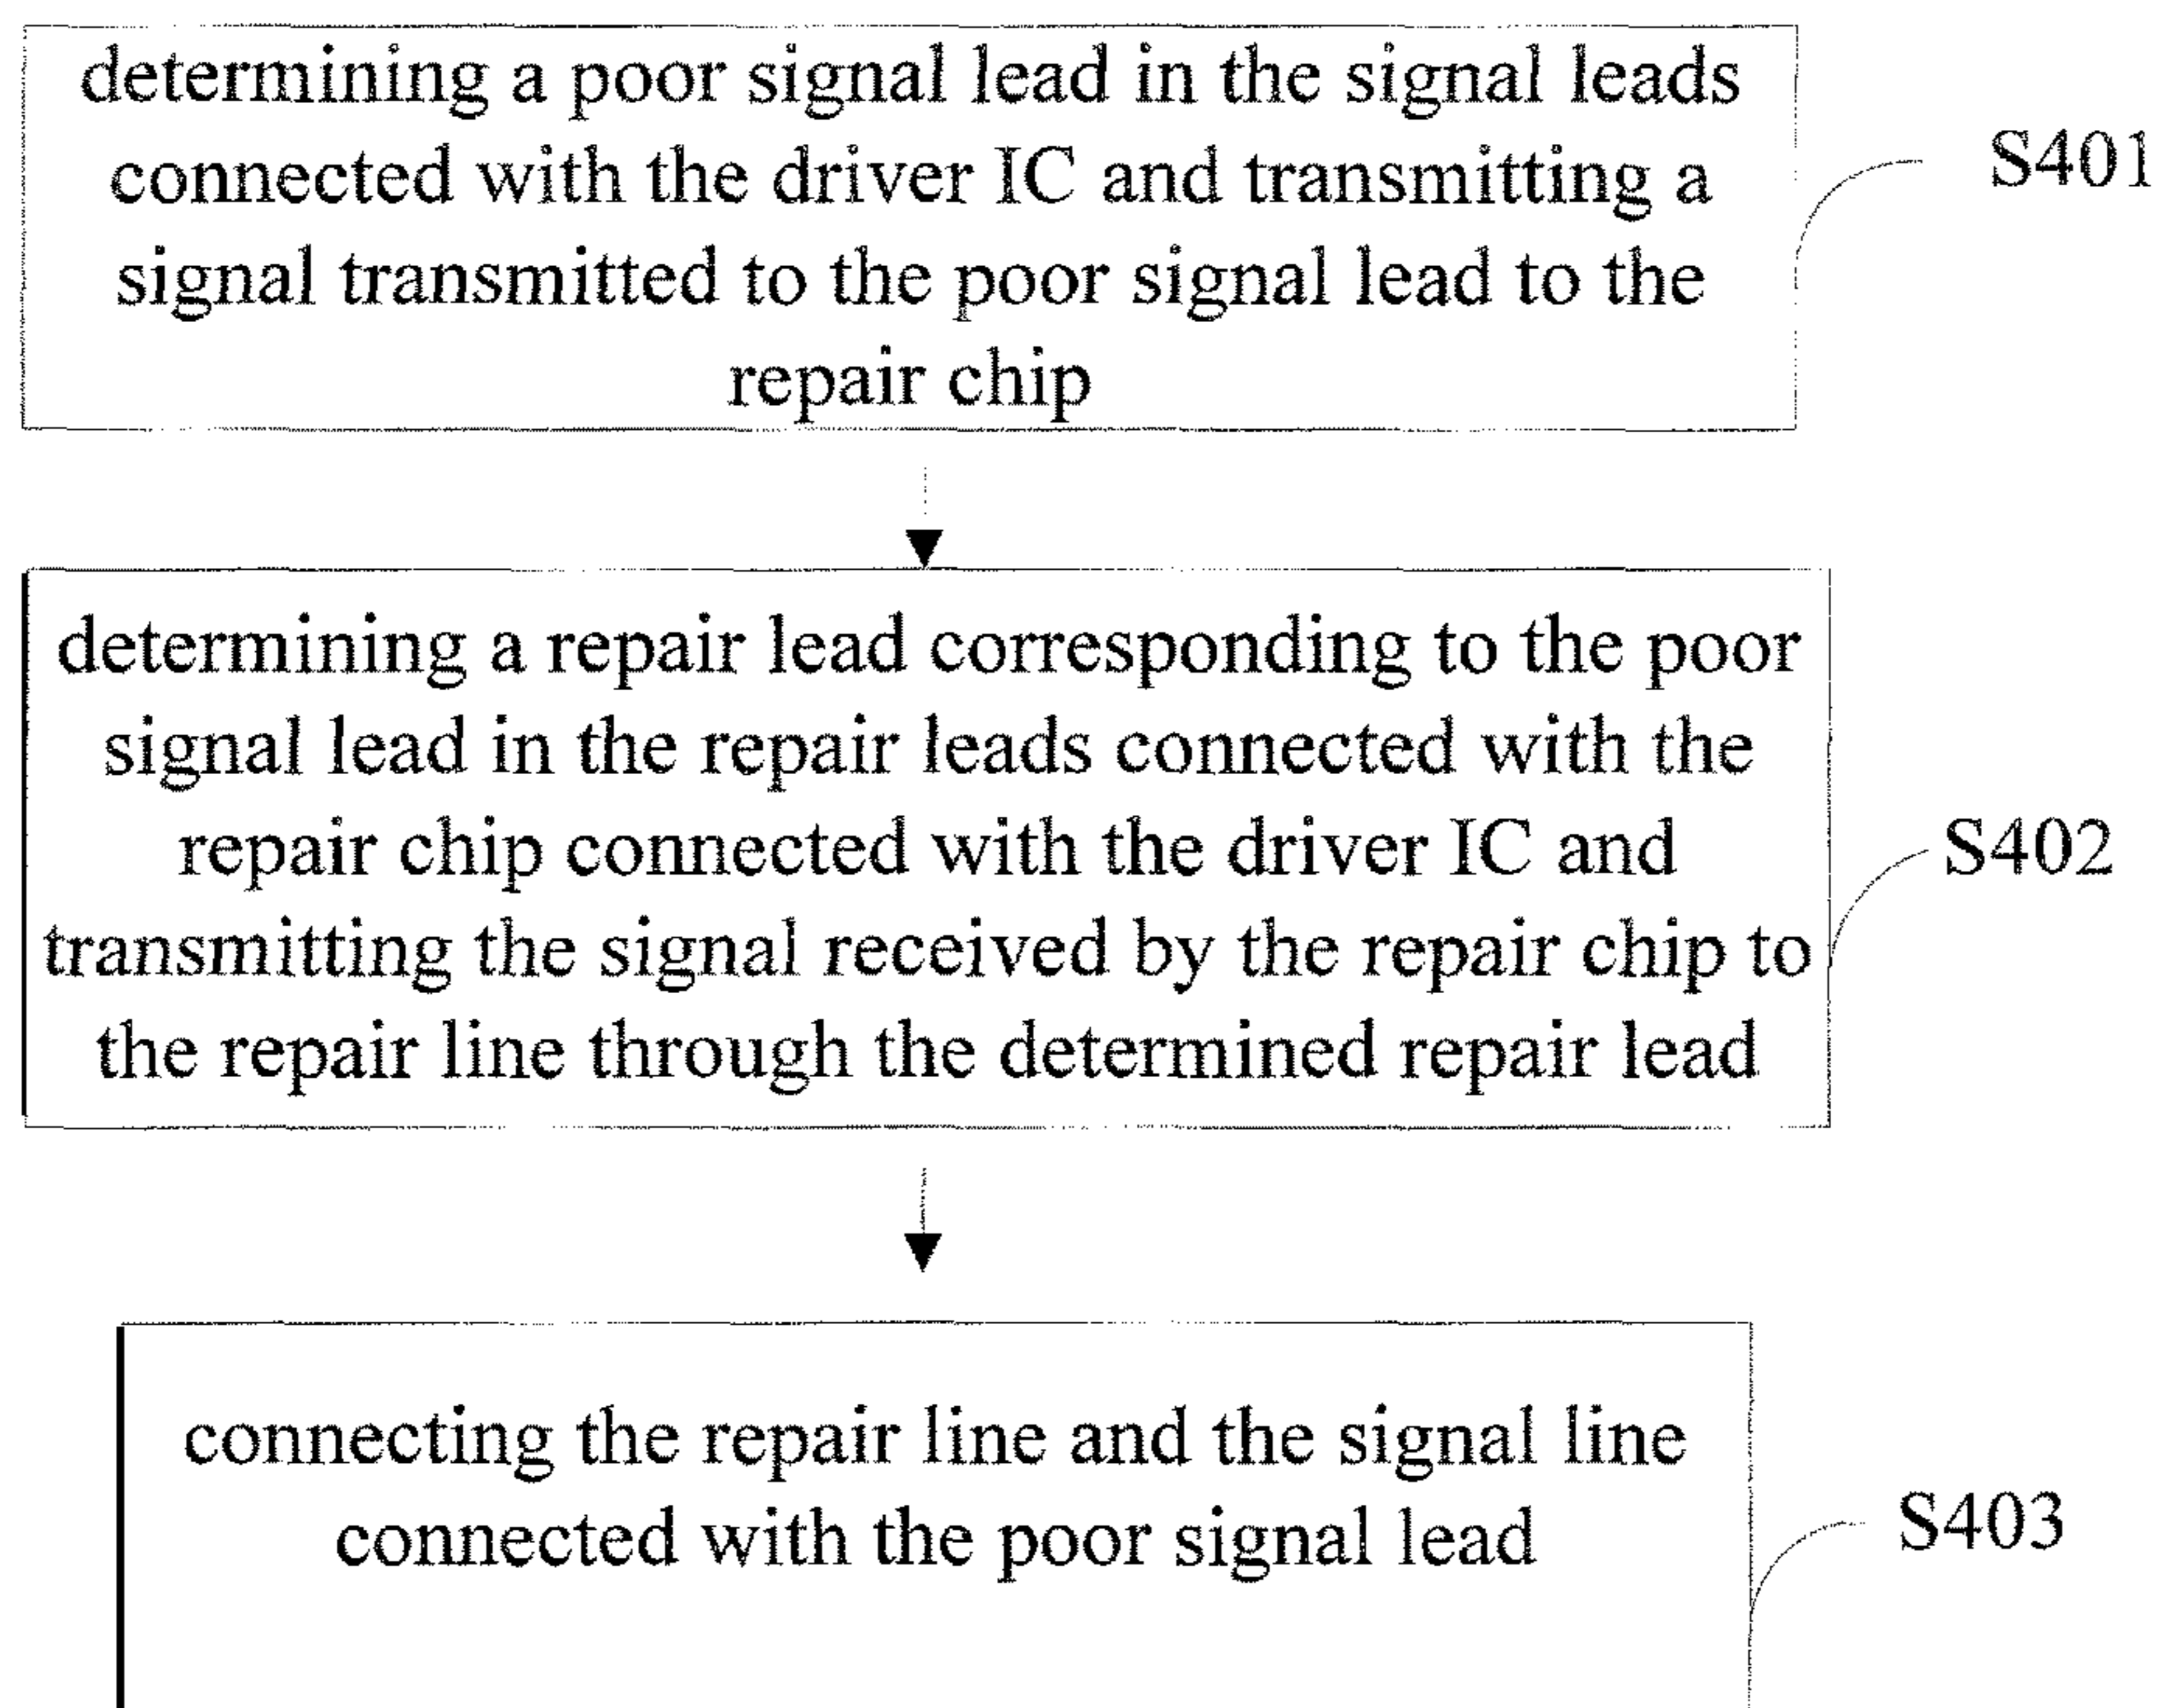 determining a poor signal lead in the signal leads
connected with the driver IC and transmitting a
signal transmitted to the poor signal lead to the
repair chip
S401
determining a repair lead corresponding to the poor
signal lead in the repair leads connected with the
repair chip connected with the driver IC and
transmitting the signal received by the repair chip to
the repair line through the determined repair lead
S402
connecting the repair line and the signal line
connected with the poor signal lead
S403